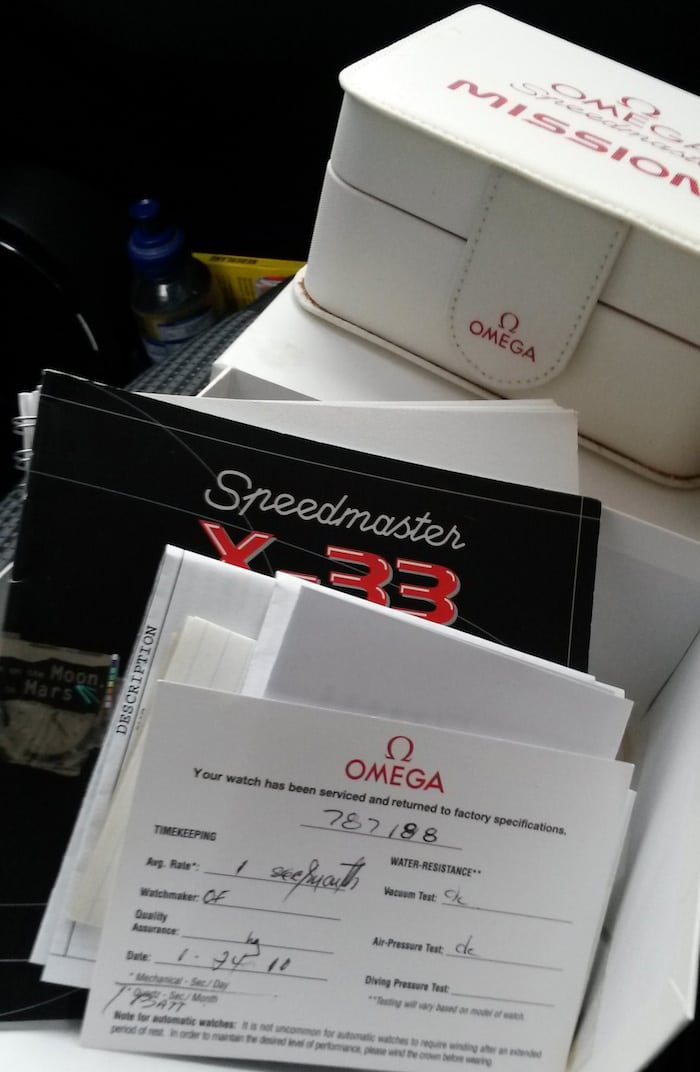 Ω
OMEGA
Speedmaster
MISSION
Ω
OMEGA
Speedmaster
X-33
Moon,
Mars
DESCRIPTION
Ω
OMEGA
Your watch has been serviced and returned to factory specifications.
787188
TIMEKEEPING
WATER-RESISTANCE**
Avg. Rate*: 1 sec/month
Vacuum Test: ok
Watchmaker: OF
Quality
Assurance:
Air-Pressure Test: ok
Date: 1-24 10
Diving Pressure Test:
* Mechanical - Sec./Day
* Quartz - Sec./Month
**Testing will vary based on model of watch.
BATT
Note for automatic watches: It is not uncommon for automatic watches to require winding after an extended
period of rest. In order to maintain the desired level of performance, please wind the crown before wearing.